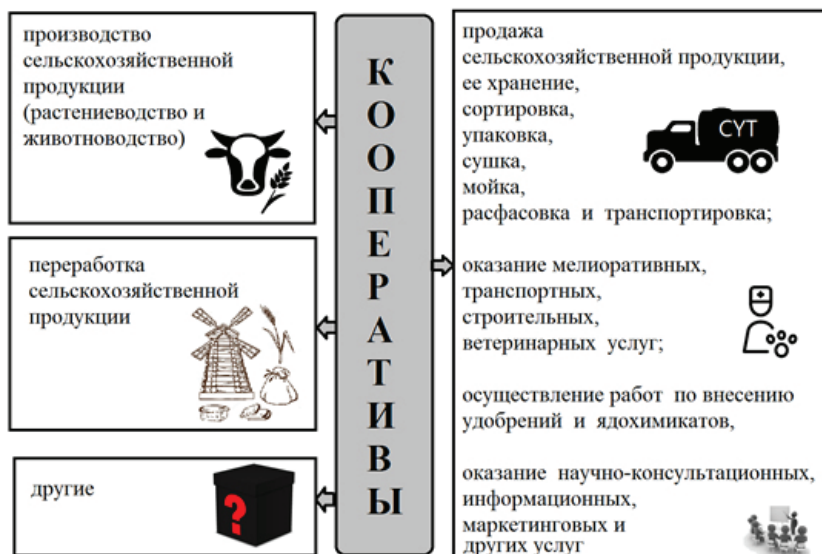 производство
сельскохозяйственной
продукции
(растениеводство и
животноводство)
переработка
сельскохозяйственной
продукции
другие
?
КООПЕРАТИВЫ
продажа
сельскохозяйственной продукции,
ее хранение,
сортировка,
упаковка,
сушка,
мойка,
расфасовка и транспортировка;
СҮТ
оказание мелиоративных,
транспортных,
строительных,
ветеринарных услуг;
осуществление работ по внесению
удобрений и ядохимикатов,
оказание научно-консультационных,
информационных,
маркетинговых и
других услуг